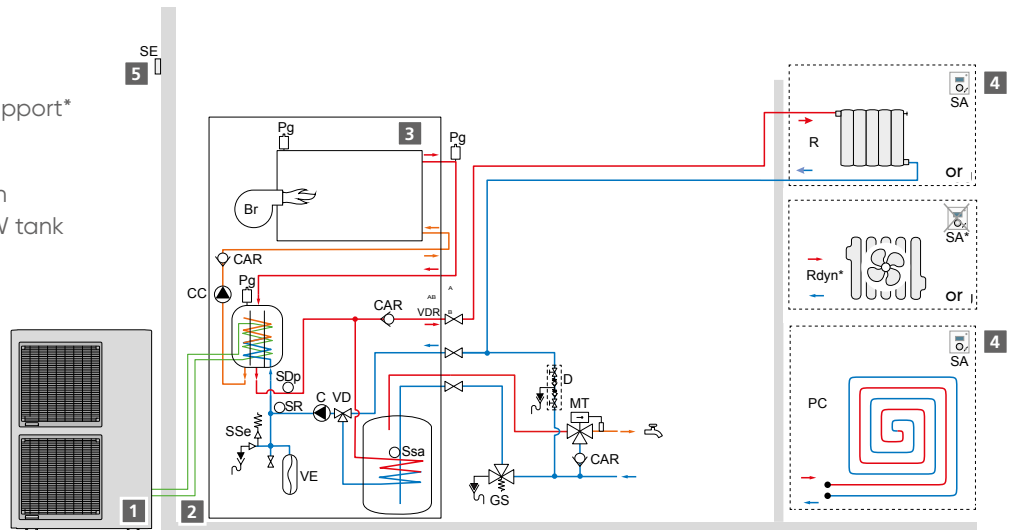 SE
5
pport*
n
V tank
Pg
3
Pg
Br
CAR
CC
Pg
CAR
A
AB
VDR
B
SDp
SR
C
VD
SSe
VE
Ssa
D
MT
CAR
GS
1
2
4
SA
R
or
SA*
Rdyn*
or
4
SA
PC